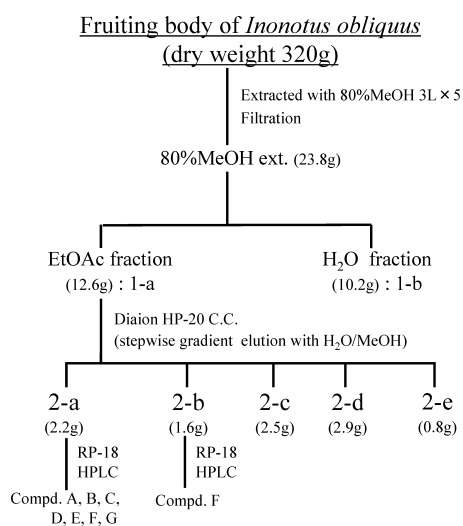 Fruiting body of Inonotus obliquus
(dry weight 320g)
Extracted with 80%MeOH 3L × 5
Filtration
80%MeOH ext. (23.8g)
EtOAc fraction
(12.6g) : 1-a
H₂O fraction
(10.2g) : 1-b
Diaion HP-20 C.C.
(stepwise gradient elution with H₂O/MeOH)
2-a
(2.2g)
2-b
(1.6g)
2-c
(2.5g)
2-d
(2.9g)
2-e
(0.8g)
RP-18
HPLC
RP-18
HPLC
Compd. A, B, C,
D, E, F, G
Compd. F